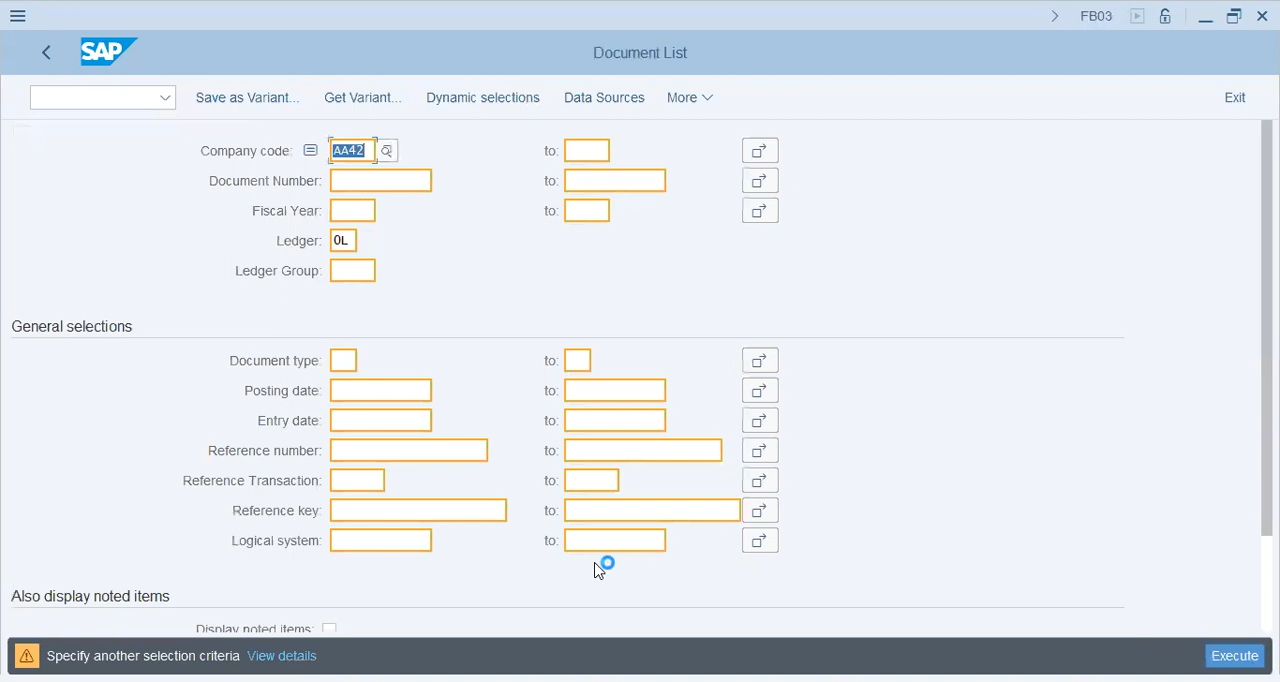 FB03
SAP
Document List
Save as Variant... Get Variant... Dynamic selections Data Sources More Exit
Company code: AA42 to:
Document Number: to:
Fiscal Year: to:
Ledger: 0L
Ledger Group:
General selections
Document type: to:
Posting date: to:
Entry date: to:
Reference number: to:
Reference Transaction: to:
Reference key: to:
Logical system: to:
Also display noted items
Display noted items:
Specify another selection criteria View details Execute